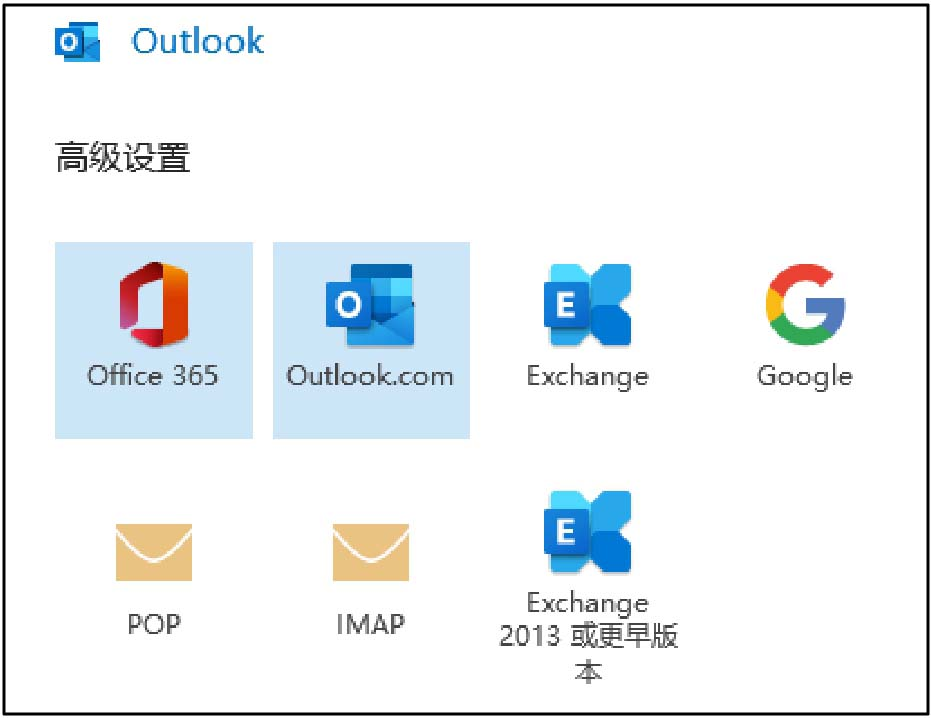 Outlook
高级设置
Office 365
Outlook.com
Exchange
Google
POP
IMAP
Exchange
2013 或更早版
本